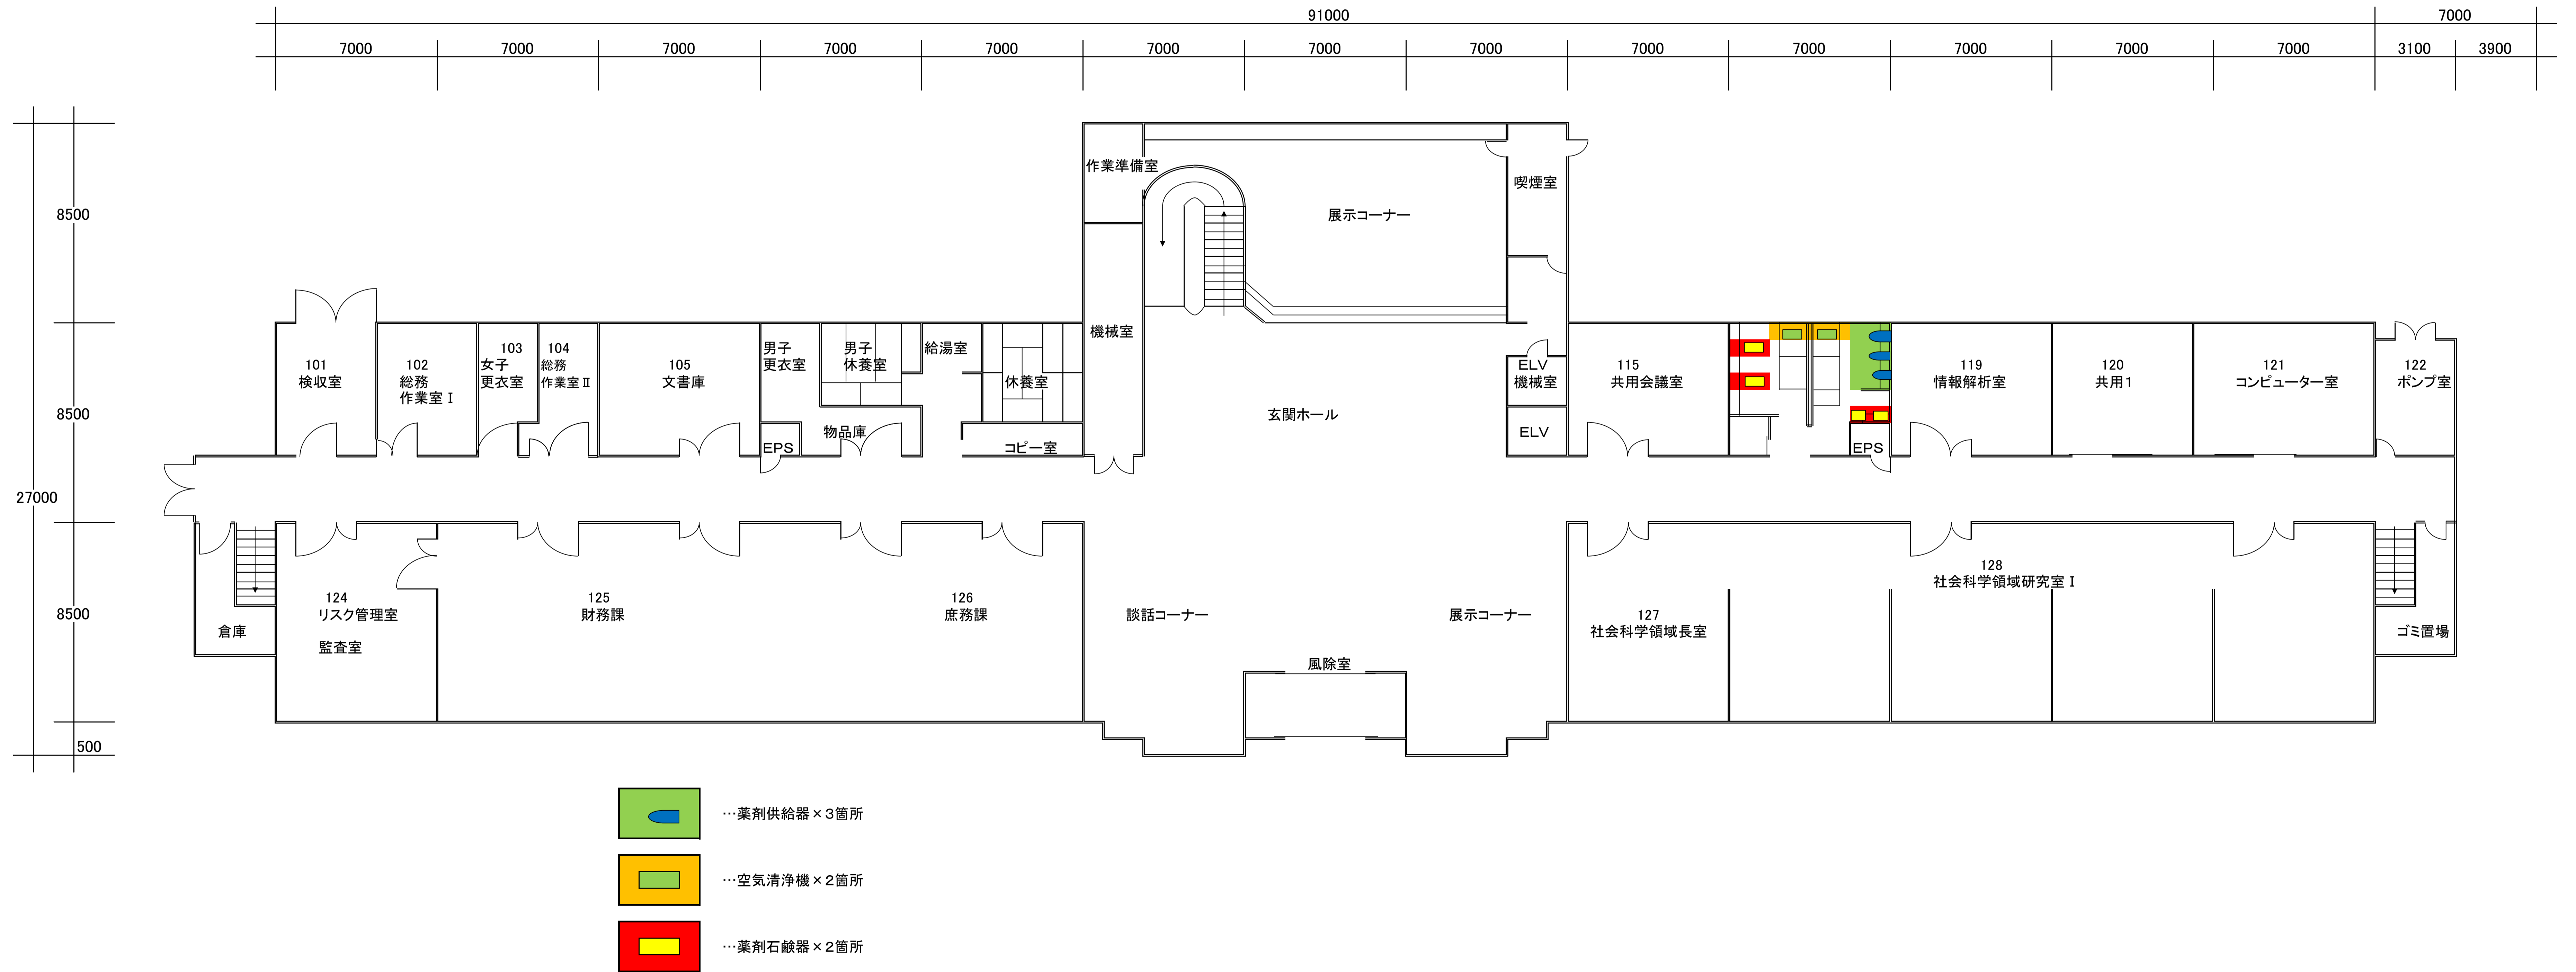 91000
7000
7000
7000
7000
7000
7000
7000
7000
7000
7000
7000
7000
7000
7000
3100
3900
8500
8500
27000
8500
500
作業準備室
喫煙室
展示コーナー
機械室
101
検収室
102
総務
作業室Ⅰ
103
女子
更衣室
104
総務
作業室Ⅱ
105
文書庫
男子
更衣室
男子
休養室
給湯室
休養室
EPS
物品庫
コピー室
玄関ホール
ELV
機械室
ELV
115
共用会議室
EPS
119
情報解析室
120
共用1
121
コンピューター室
122
ポンプ室
倉庫
124
リスク管理室
監査室
125
財務課
126
庶務課
談話コーナー
風除室
展示コーナー
127
社会科学領域長室
128
社会科学領域研究室Ⅰ
ゴミ置場
…薬剤供給器×3箇所
…空気清浄機×2箇所
…薬剤石鹸器×2箇所